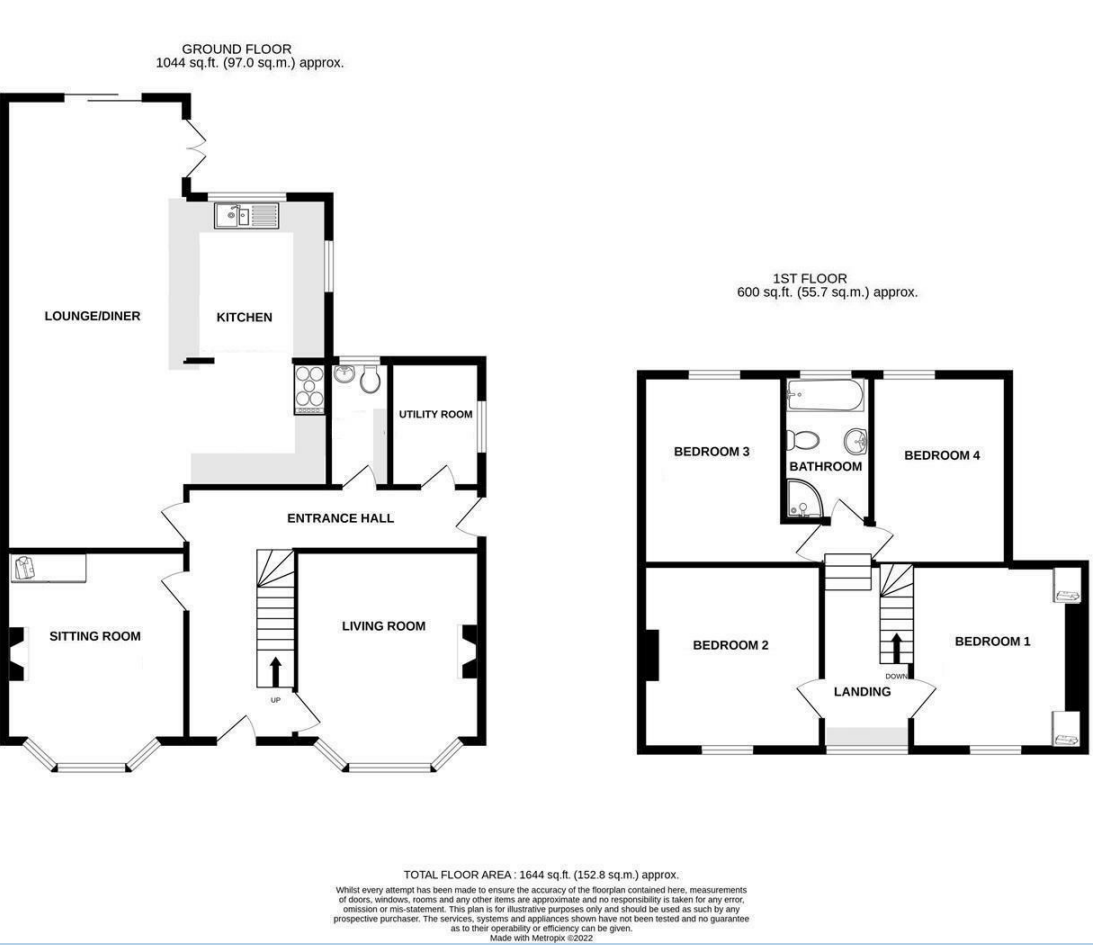 GROUND FLOOR
1044 sq.ft. (97.0 sq.m.) approx.
LOUNGE/DINER
KITCHEN
UTILITY ROOM
ENTRANCE HALL
SITTING ROOM
LIVING ROOM
UP
1ST FLOOR
600 sq.ft. (55.7 sq.m.) approx.
BEDROOM 3
BATHROOM
BEDROOM 4
BEDROOM 2
BEDROOM 1
DOWN
LANDING
TOTAL FLOOR AREA : 1644 sq.ft. (152.8 sq.m.) approx.
Whilst every attempt has been made to ensure the accuracy of the floorplan contained here, measurements
of doors, windows, rooms and any other items are approximate and no responsibility is taken for any error,
omission or mis-statement. This plan is for illustrative purposes only and should be used as such by any
prospective purchaser. The services, systems and appliances shown have not been tested and no guarantee
as to their operability or efficiency can be given.
Made with Metropix ©2022